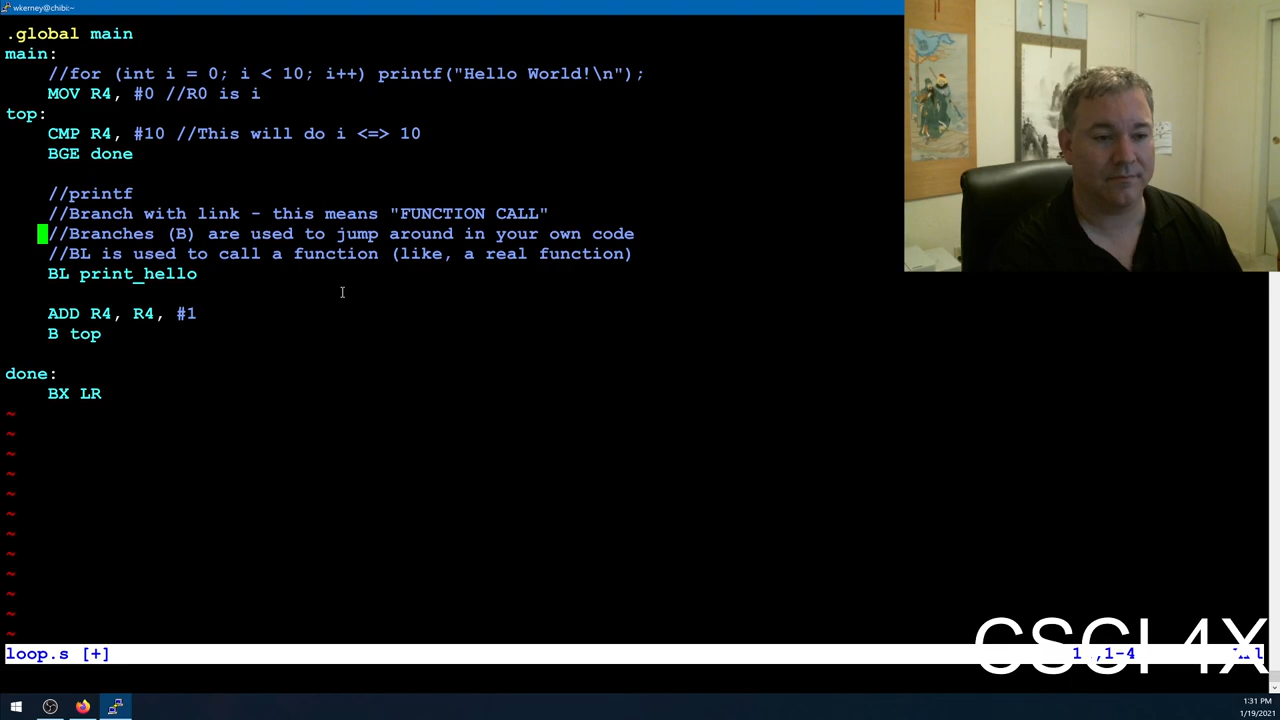 wkerney@chibi:~
.global main
main:
//for (int i = 0; i < 10; i++) printf("Hello World!\n");
MOV R4, #0 //R0 is i
top:
CMP R4, #10 //This will do i <=> 10
BGE done
//printf
//Branch with link - this means "FUNCTION CALL"
//Branches (B) are used to jump around in your own code
//BL is used to call a function (like, a real function)
BL print_hello
ADD R4, R4, #1
B top
done:
BX LR
~
~
~
~
~
~
~
~
~
~
~
~
loop.s [+]
CSCI 4X
1:31 PM
1/19/2021